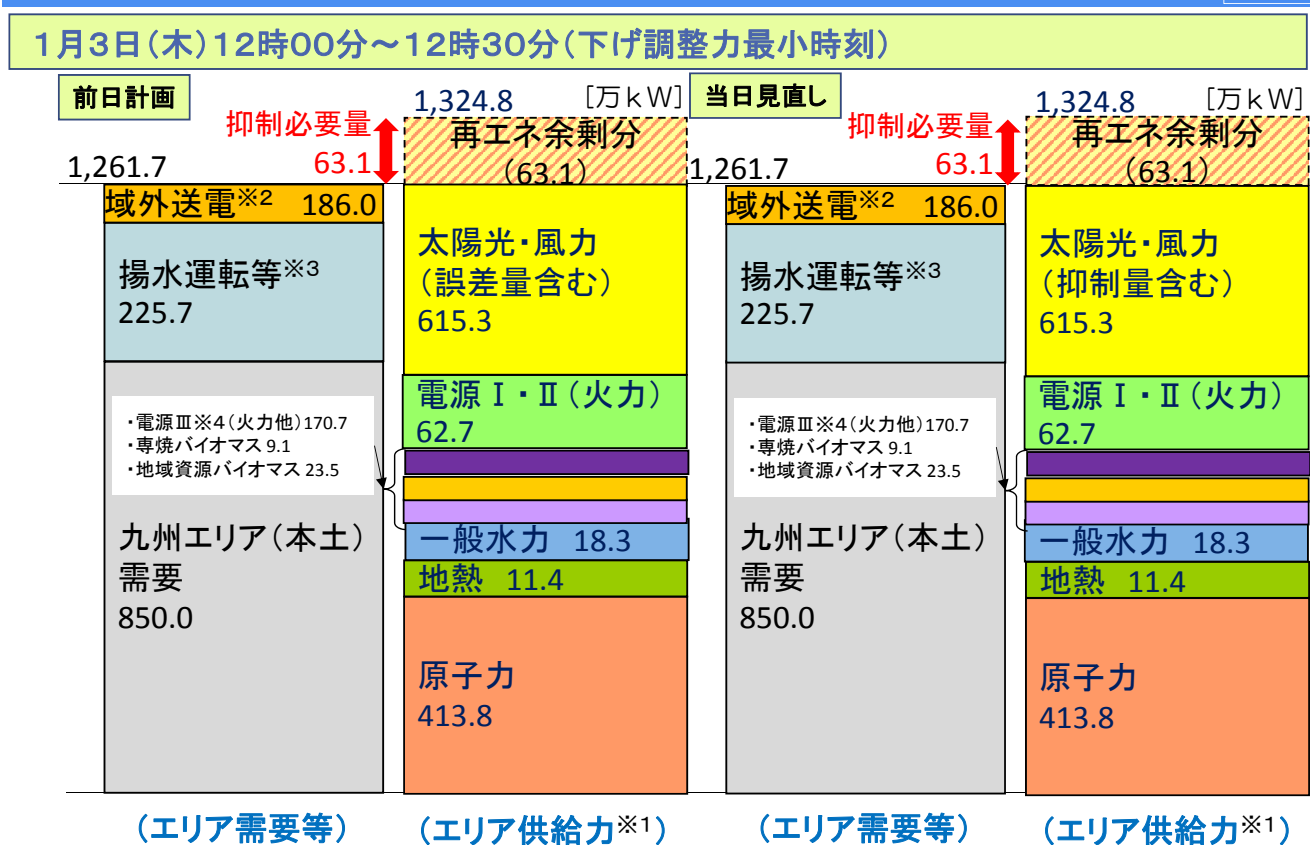 1月3日(木)12時00分～12時30分(下げ調整力最小時刻)
前日計画
1,324.8
[万kW]
抑制必要量
63.1
再エネ余剰分
(63.1)
1,261.7
域外送電※2 186.0
揚水運転等※3
225.7
・電源Ⅲ※4(火力他)170.7
・専焼バイオマス 9.1
・地域資源バイオマス 23.5
九州エリア(本土)
需要
850.0
太陽光・風力
(誤差量含む)
615.3
電源Ⅰ・Ⅱ(火力)
62.7
一般水力 18.3
地熱 11.4
原子力
413.8
(エリア需要等)
(エリア供給力※1)
当日見直し
1,324.8
[万kW]
抑制必要量
63.1
再エネ余剰分
(63.1)
1,261.7
域外送電※2 186.0
揚水運転等※3
225.7
・電源Ⅲ※4(火力他)170.7
・専焼バイオマス 9.1
・地域資源バイオマス 23.5
九州エリア(本土)
需要
850.0
太陽光・風力
(抑制量含む)
615.3
電源Ⅰ・Ⅱ(火力)
62.7
一般水力 18.3
地熱 11.4
原子力
413.8
(エリア需要等)
(エリア供給力※1)